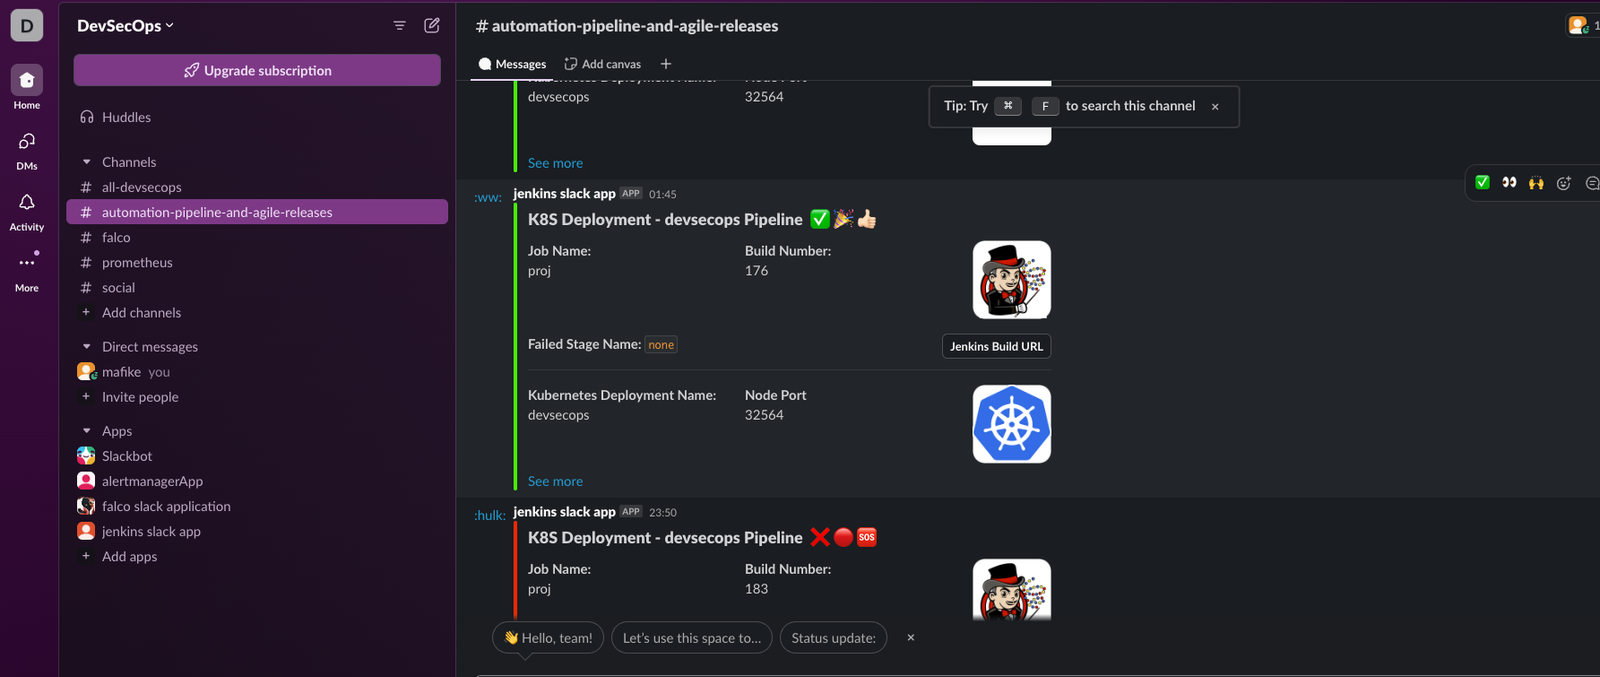 D
DevSecOps
Upgrade subscription
Home
DMs
Activity
More
Huddles
Channels
# all-devsecops
# automation-pipeline-and-agile-releases
# falco
# prometheus
# social
+ Add channels
Direct messages
mafike you
+ Invite people
Apps
Slackbot
alertmanagerApp
falco slack application
jenkins slack app
+ Add apps
# automation-pipeline-and-agile-releases
1
Messages
Add canvas
+
Kubernetes Deployment Name: Node Port
devsecops 32564
Tip: Try ⌘ F to search this channel ×
See more
:ww: jenkins slack app APP 01:45
K8S Deployment - devsecops Pipeline ✅🎉👍🏻
Job Name: Build Number:
proj 176
Failed Stage Name: none
Jenkins Build URL
Kubernetes Deployment Name: Node Port
devsecops 32564
See more
:hulk: jenkins slack app APP 23:50
K8S Deployment - devsecops Pipeline ❌🔴🆘
Job Name: Build Number:
proj 183
👋 Hello, team!
Let's use this space to...
Status update:
×